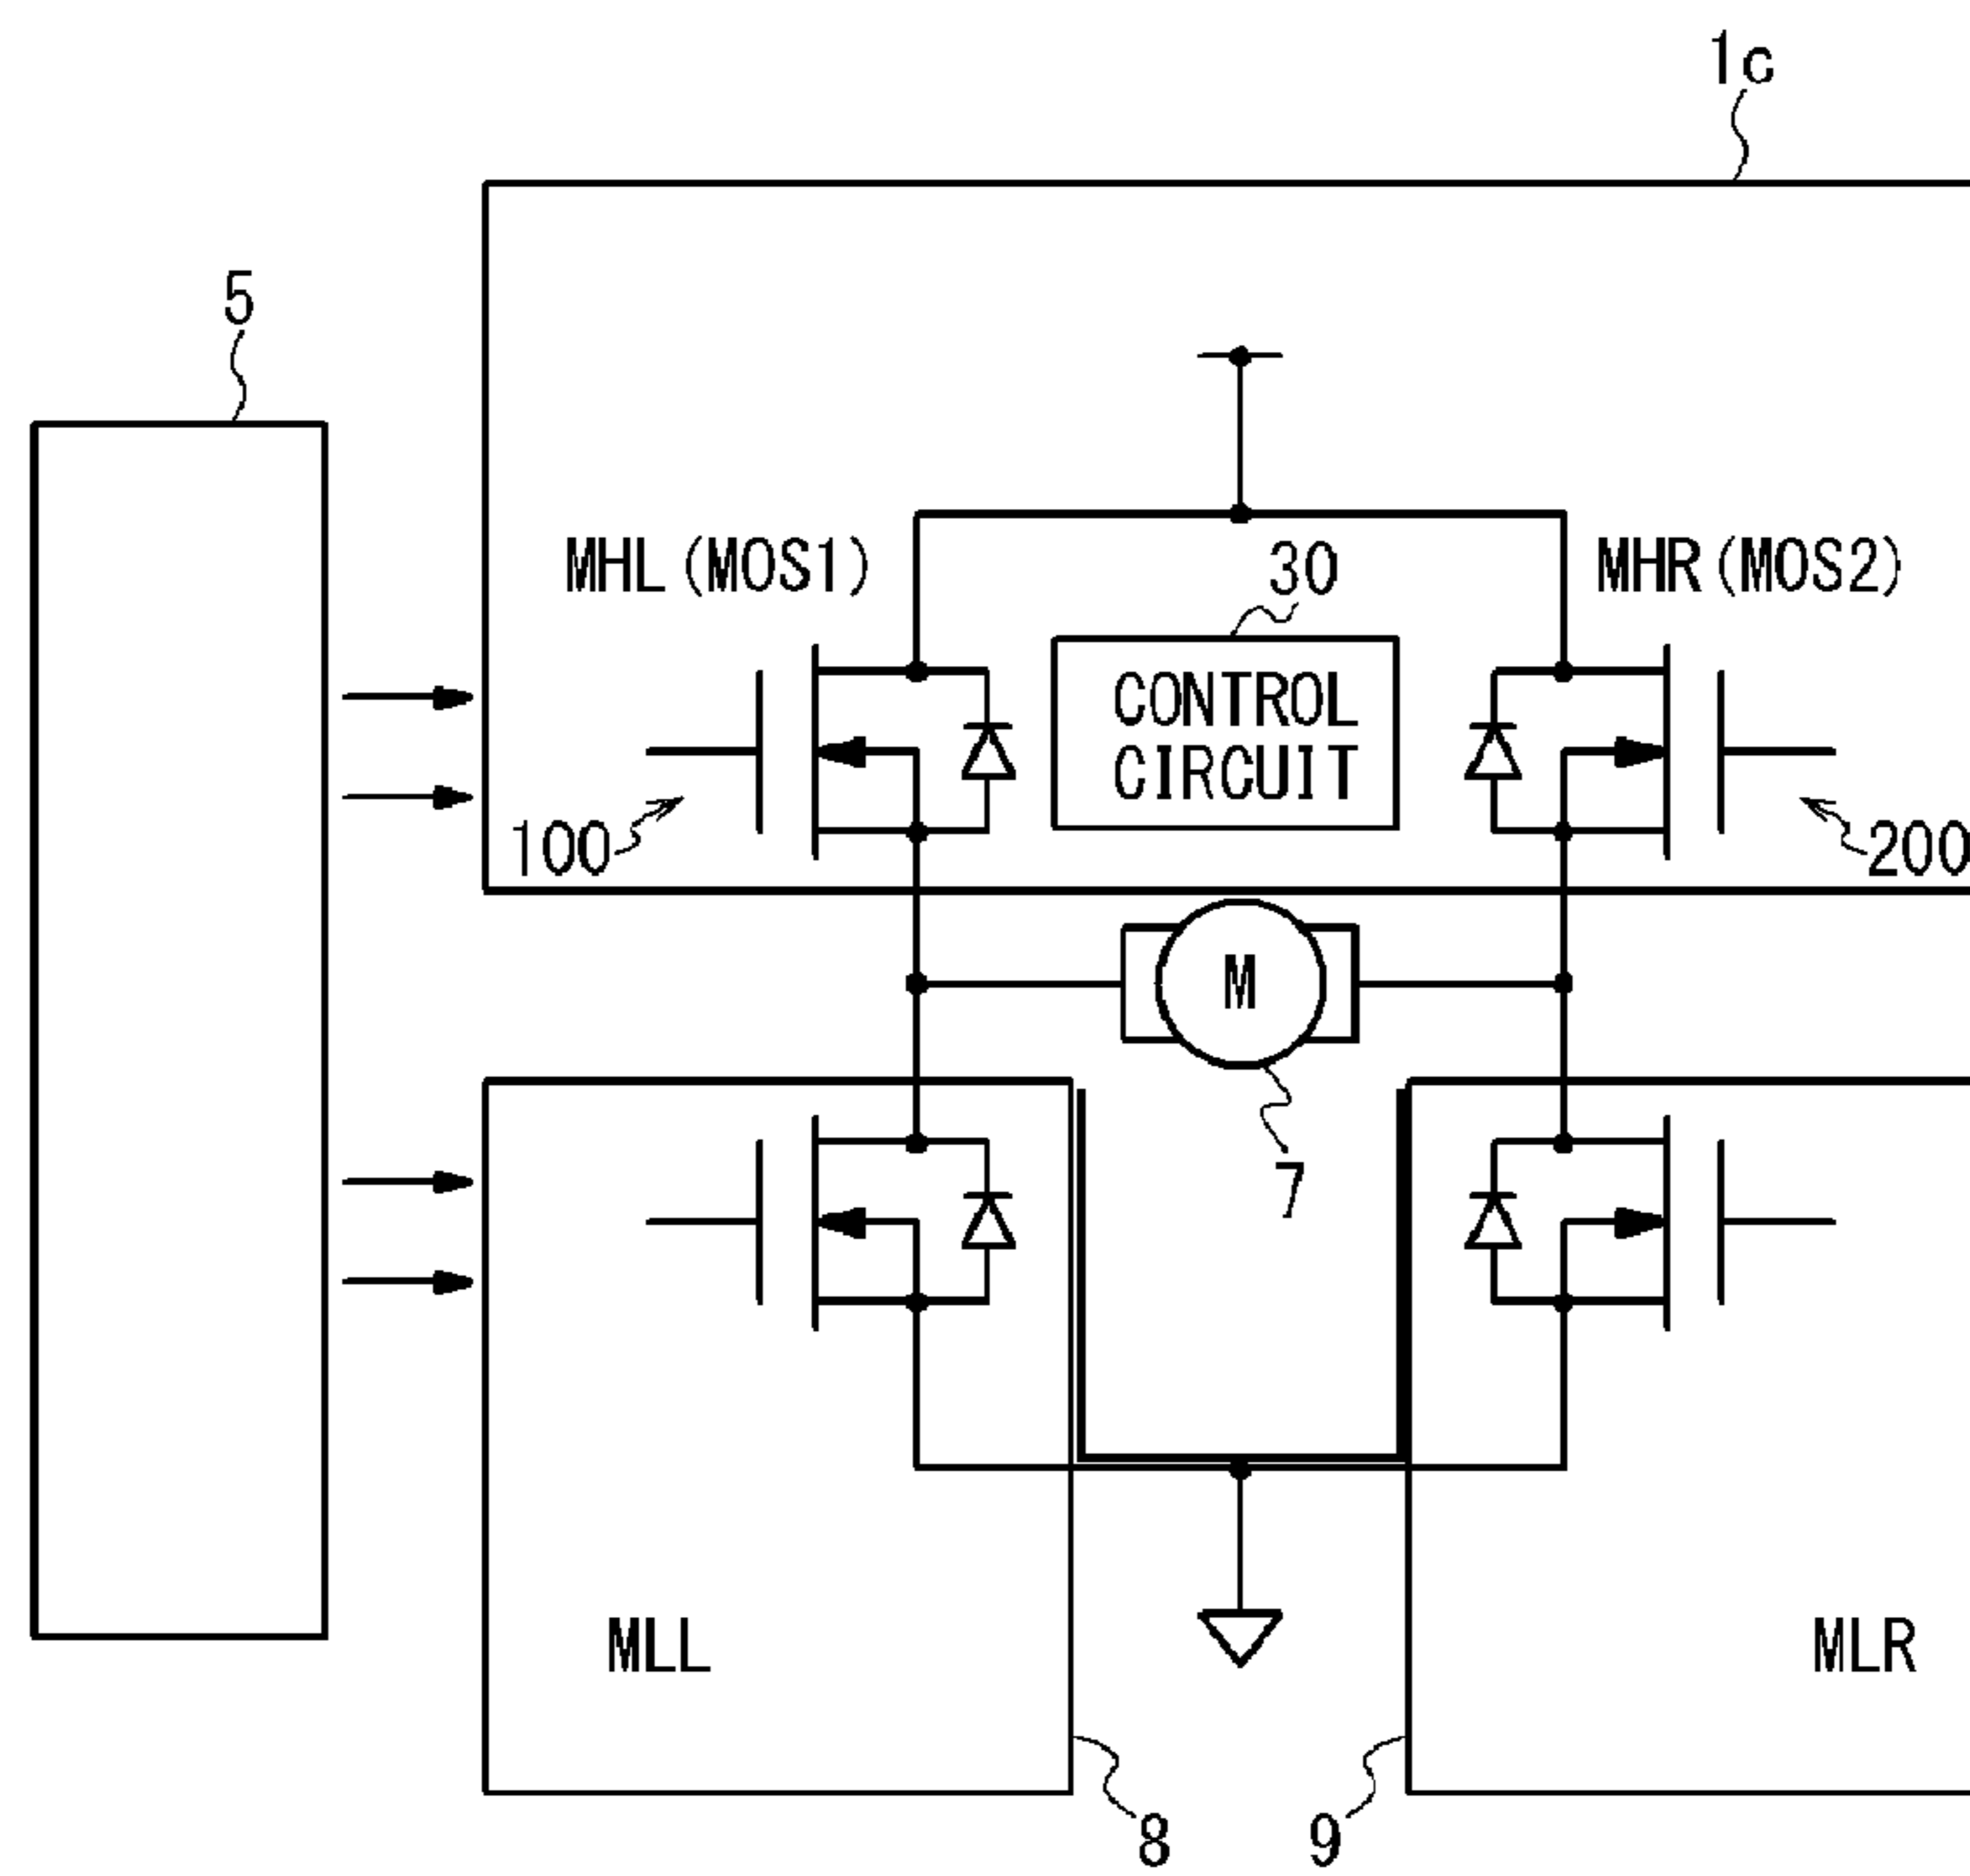 1c
5
MHL(MOS1)
30
MHR(MOS2)
CONTROL
CIRCUIT
100
200
M
7
MLL
MLR
8
9